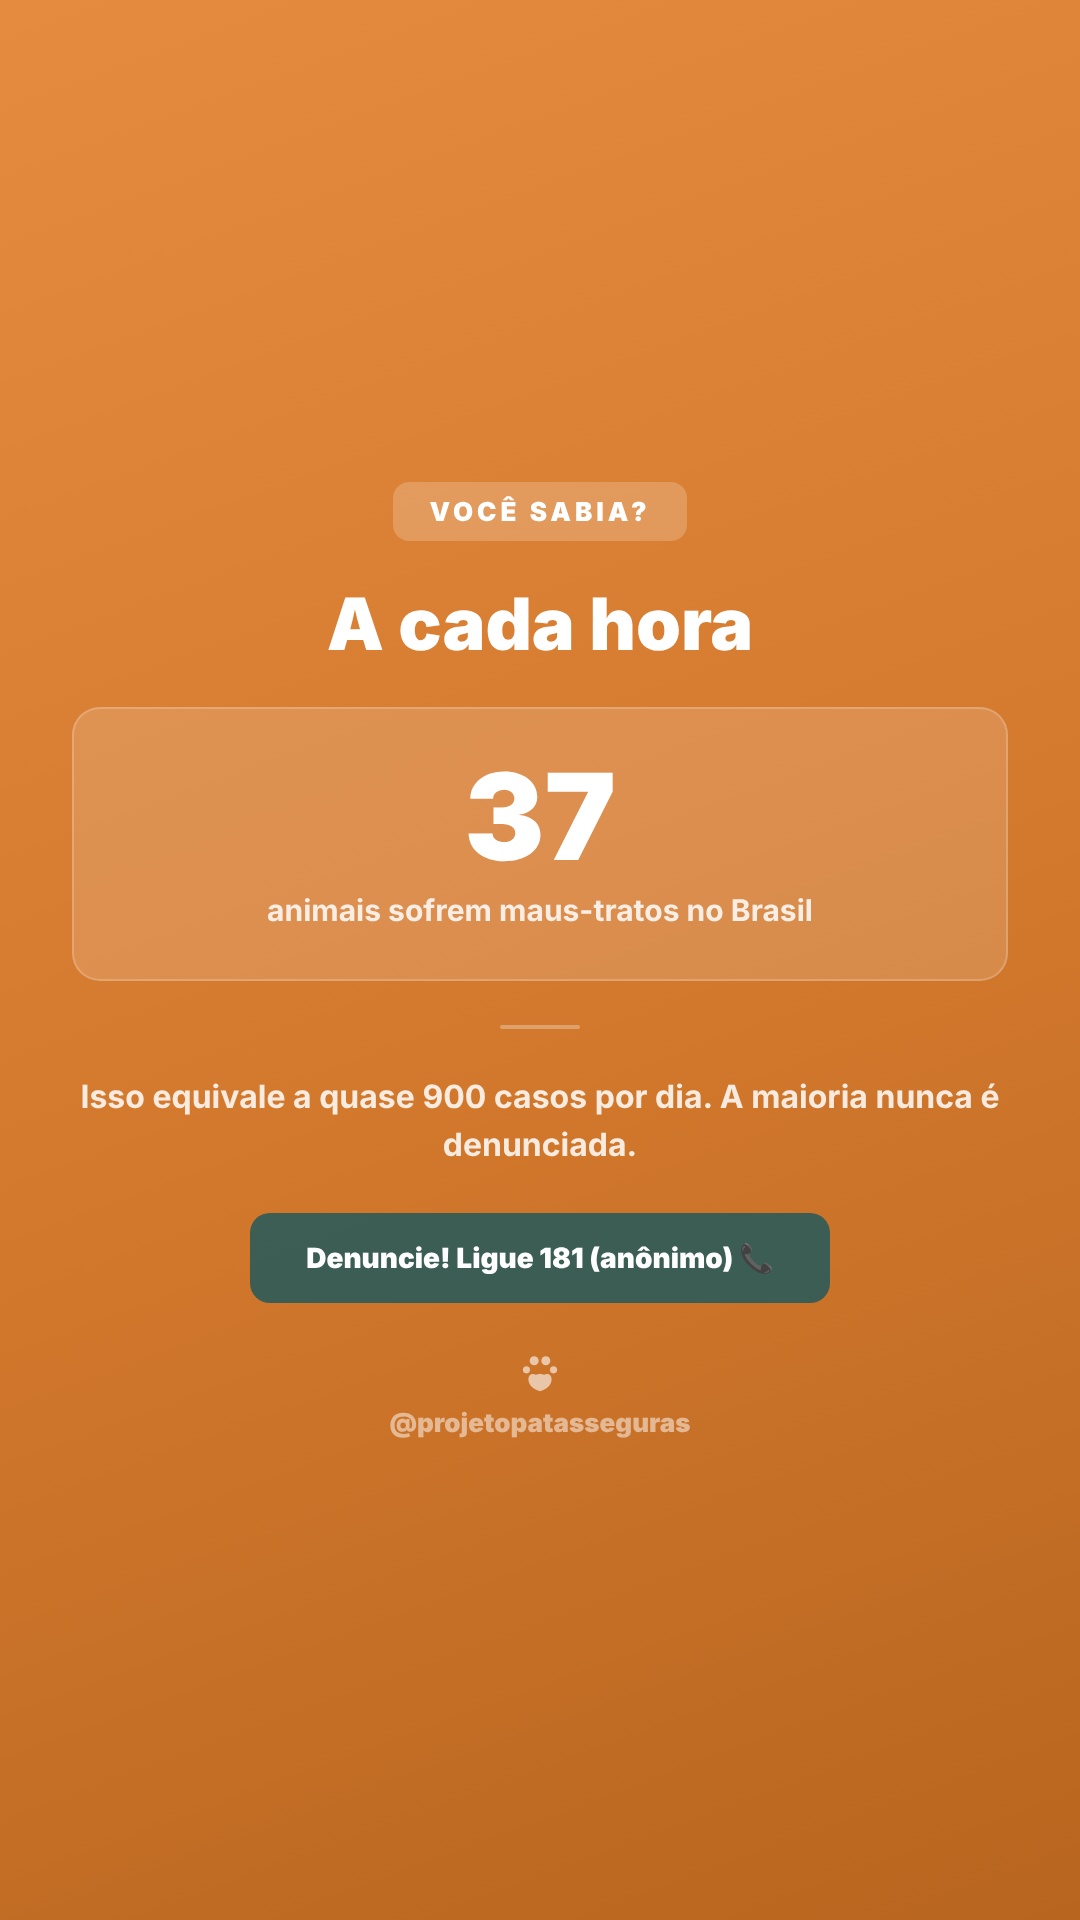 VOCÊ SABIA?
A cada hora
37
animais sofrem maus-tratos no Brasil
Isso equivale a quase 900 casos por dia. A maioria nunca é
denunciada.
Denuncie! Ligue 181 (anônimo) 📞
@projetopatasseguras